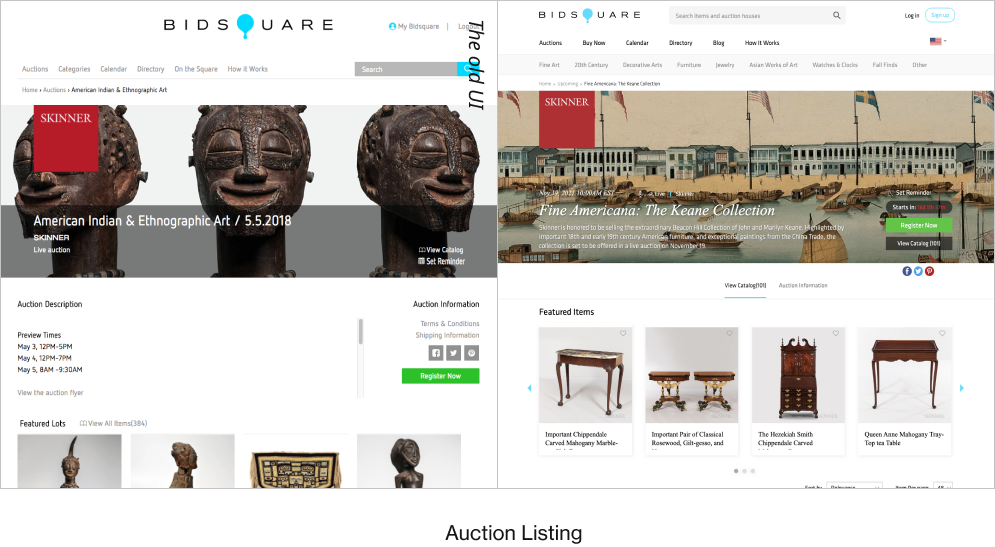 BIDSQUARE
My Bidsquare | Logout
The old UI
Auctions Categories Calendar Directory On the Square How it Works
Search
Home › Auctions › American Indian & Ethnographic Art
SKINNER
American Indian & Ethnographic Art / 5.5.2018
SKINNER
Live auction
View Catalog
Set Reminder
Auction Description
Preview Times
May 3, 12PM-5PM
May 4, 12PM-7PM
May 5, 8AM -9:30AM
View the auction flyer
Auction Information
Terms & Conditions
Shipping Information
Register Now
Featured Lots View All Items(384)
BIDSQUARE
Search items and auction houses
Log in Sign up
Auctions Buy Now Calendar Directory Blog How It Works
Fine Art 20th Century Decorative Arts Furniture Jewelry Asian Works of Art Watches & Clocks Fall Finds Other
Home › Upcoming › Fine Americana: The Keane Collection
SKINNER
Nov 19, 2021 10:00AM EST Live Skinner
Fine Americana: The Keane Collection
Skinner is honored to be selling the extraordinary Beacon Hill Collection of John and Marilyn Keane. Highlighted by
important 18th and early 19th century American furniture, and exceptional paintings from the China Trade, the
collection is set to be offered in a live auction on November 19.
Set Reminder
Starts in:
Register Now
View Catalog (101)
View Catalog(101) Auction Information
Featured Items
Important Chippendale
Carved Mahogany Marble-
Important Pair of Classical
Rosewood, Gilt-gesso, and
The Hezekiah Smith
Chippendale Carved
Queen Anne Mahogany Tray-
Top tea Table
Auction Listing